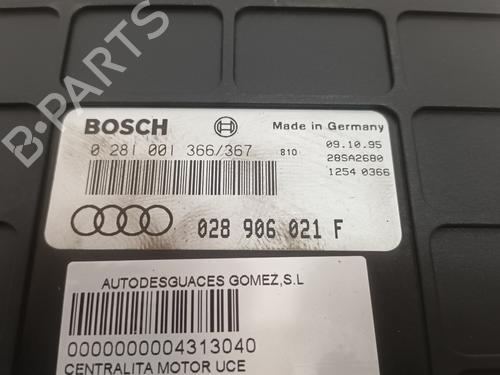 B-PARTS
BOSCH
Made in Germany
0 281 001 366/367 810
09.10.95
28SA2680
1254 0366
028 906 021 F
AUTODESGUACES GOMEZ,S.L
0000000004313040
CENTRALITA MOTOR UCE